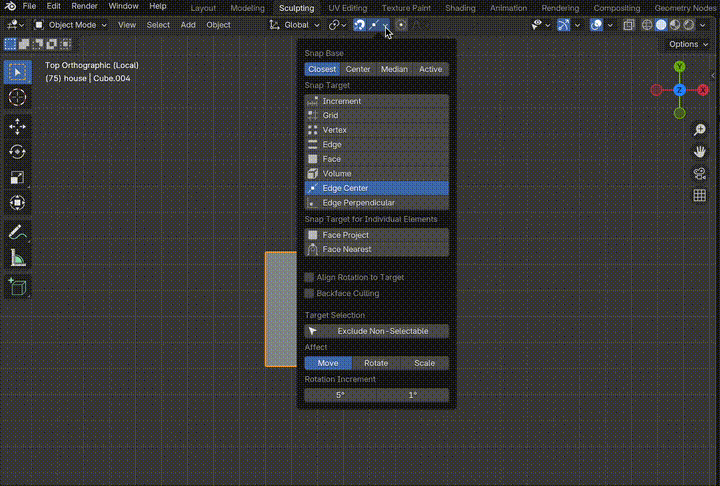 File Edit Render Window Help Layout Modeling Sculpting UV Editing Texture Paint Shading Animation Rendering Compositing Geometry Nodes
Object Mode View Select Add Object Global
Options
Top Orthographic (Local)
(75) house | Cube.004
Y
X
Z
Snap Base
Closest Center Median Active
Snap Target
Increment
Grid
Vertex
Edge
Face
Volume
Edge Center
Edge Perpendicular
Snap Target for Individual Elements
Face Project
Face Nearest
Align Rotation to Target
Backface Culling
Target Selection
Exclude Non-Selectable
Affect
Move Rotate Scale
Rotation Increment
5° 1°